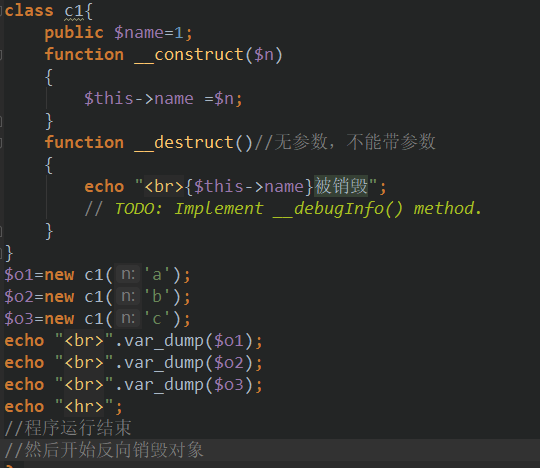 class c1{
    public $name=1;
    function __construct($n)
    {
        $this->name =$n;
    }
    function __destruct()//无参数，不能带参数
    {
        echo "<br>{$this->name}被销毁";
        // TODO: Implement __debugInfo() method.
    }
}
$o1=new c1( n: 'a');
$o2=new c1( n: 'b');
$o3=new c1( n: 'c');
echo "<br>".var_dump($o1);
echo "<br>".var_dump($o2);
echo "<br>".var_dump($o3);
echo "<hr>";
//程序运行结束
//然后开始反向销毁对象